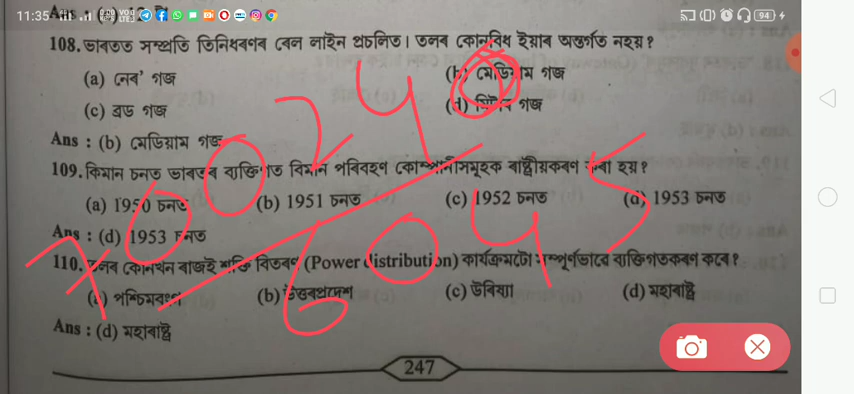 11:35
94
108. ভাৰতত সম্প্ৰতি তিনিধৰণৰ ৰেল লাইন প্ৰচলিত। তলৰ কোনবিধ ইয়াৰ অন্তৰ্গত নহয়?
(a) নেৰ' গজ (b) মেডিয়াম গজ
(c) ব্ৰড গজ (d) মিটাৰ গজ
Ans : (b) মেডিয়াম গজ
109. কিমান চনত ভাৰতৰ ব্যক্তিগত বিমান পৰিবহণ কোম্পানীসমূহক ৰাষ্ট্ৰীয়কৰণ কৰা হয়?
(a) 1950 চনত (b) 1951 চনত (c) 1952 চনত (d) 1953 চনত
Ans : (d) 1953 চনত
110. তলৰ কোনখন ৰাজ্যই শক্তি বিতৰণ (Power distribution) কাৰ্যক্ৰমটো সম্পূৰ্ণভাৱে ব্যক্তিগতকৰণ কৰে?
(a) পশ্চিমবংগ (b) উত্তৰপ্ৰদেশ (c) উৰিষ্যা (d) মহাৰাষ্ট্ৰ
Ans : (d) মহাৰাষ্ট্ৰ
247